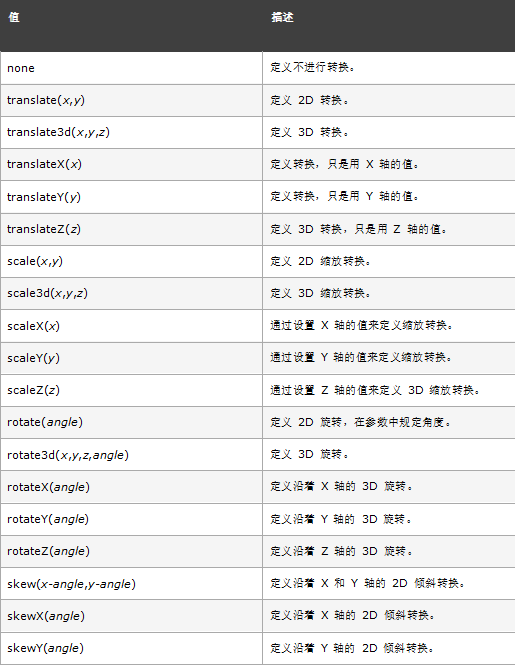 值 描述
none 定义不进行转换。
translate(x,y) 定义 2D 转换。
translate3d(x,y,z) 定义 3D 转换。
translateX(x) 定义转换，只是用 X 轴的值。
translateY(y) 定义转换，只是用 Y 轴的值。
translateZ(z) 定义 3D 转换，只是用 Z 轴的值。
scale(x,y) 定义 2D 缩放转换。
scale3d(x,y,z) 定义 3D 缩放转换。
scaleX(x) 通过设置 X 轴的值来定义缩放转换。
scaleY(y) 通过设置 Y 轴的值来定义缩放转换。
scaleZ(z) 通过设置 Z 轴的值来定义 3D 缩放转换。
rotate(angle) 定义 2D 旋转，在参数中规定角度。
rotate3d(x,y,z,angle) 定义 3D 旋转。
rotateX(angle) 定义沿着 X 轴的 3D 旋转。
rotateY(angle) 定义沿着 Y 轴的 3D 旋转。
rotateZ(angle) 定义沿着 Z 轴的 3D 旋转。
skew(x-angle,y-angle) 定义沿着 X 和 Y 轴的 2D 倾斜转换。
skewX(angle) 定义沿着 X 轴的 2D 倾斜转换。
skewY(angle) 定义沿着 Y 轴的 2D 倾斜转换。